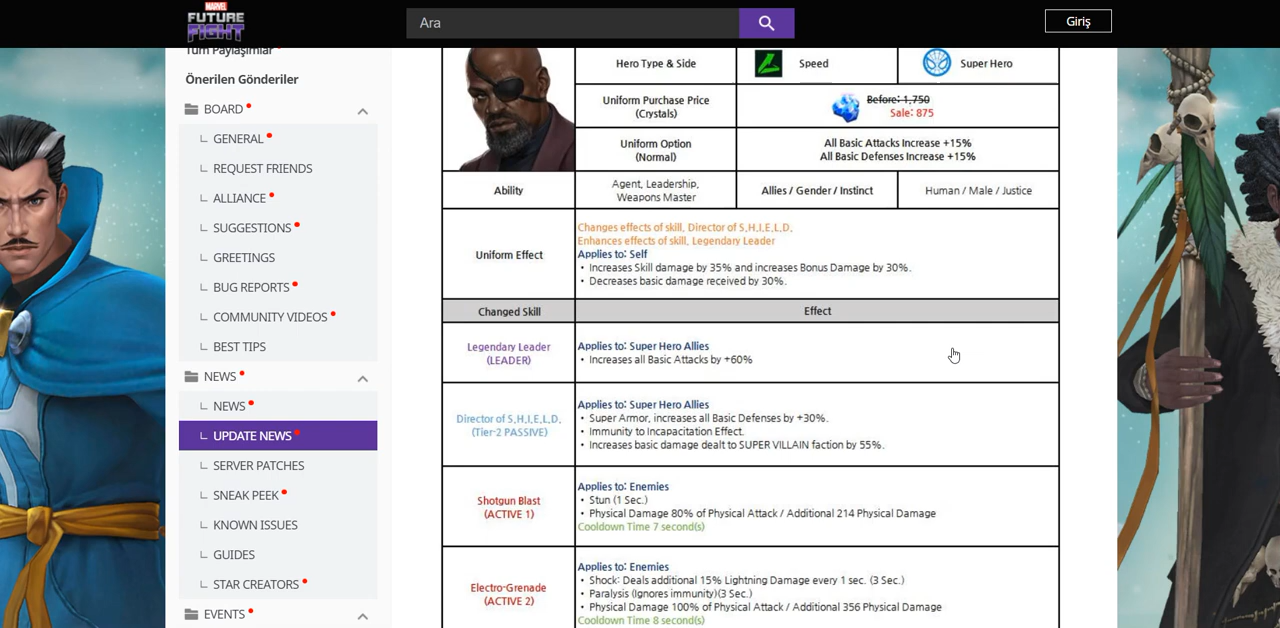 MARVEL
FUTURE
FIGHT
Ara
Giriş
Tüm Paylaşımlar
Önerilen Gönderiler
BOARD
GENERAL
REQUEST FRIENDS
ALLIANCE
SUGGESTIONS
GREETINGS
BUG REPORTS
COMMUNITY VIDEOS
BEST TIPS
NEWS
NEWS
UPDATE NEWS
SERVER PATCHES
SNEAK PEEK
KNOWN ISSUES
GUIDES
STAR CREATORS
EVENTS
Hero Type & Side
Speed
Super Hero
Uniform Purchase Price
(Crystals)
Before: 1,750
Sale: 875
Uniform Option
(Normal)
All Basic Attacks Increase +15%
All Basic Defenses Increase +15%
Ability
Agent, Leadership,
Weapons Master
Allies / Gender / Instinct
Human / Male / Justice
Uniform Effect
Changes effects of skill, Director of S.H.I.E.L.D.
Enhances effects of skill, Legendary Leader
Applies to: Self
• Increases Skill damage by 35% and increases Bonus Damage by 30%.
• Decreases basic damage received by 30%.
Changed Skill
Effect
Legendary Leader
(LEADER)
Applies to: Super Hero Allies
• Increases all Basic Attacks by +60%
Director of S.H.I.E.L.D.
(Tier-2 PASSIVE)
Applies to: Super Hero Allies
• Super Armor, increases all Basic Defenses by +30%.
• Immunity to Incapacitation Effect.
• Increases basic damage dealt to SUPER VILLAIN faction by 55%.
Shotgun Blast
(ACTIVE 1)
Applies to: Enemies
• Stun (1 Sec.)
• Physical Damage 80% of Physical Attack / Additional 214 Physical Damage
Cooldown Time 7 second(s)
Electro-Grenade
(ACTIVE 2)
Applies to: Enemies
• Shock: Deals additional 15% Lightning Damage every 1 sec. (3 Sec.)
• Paralysis (Ignores immunity)(3 Sec.)
• Physical Damage 100% of Physical Attack / Additional 356 Physical Damage
Cooldown Time 8 second(s)